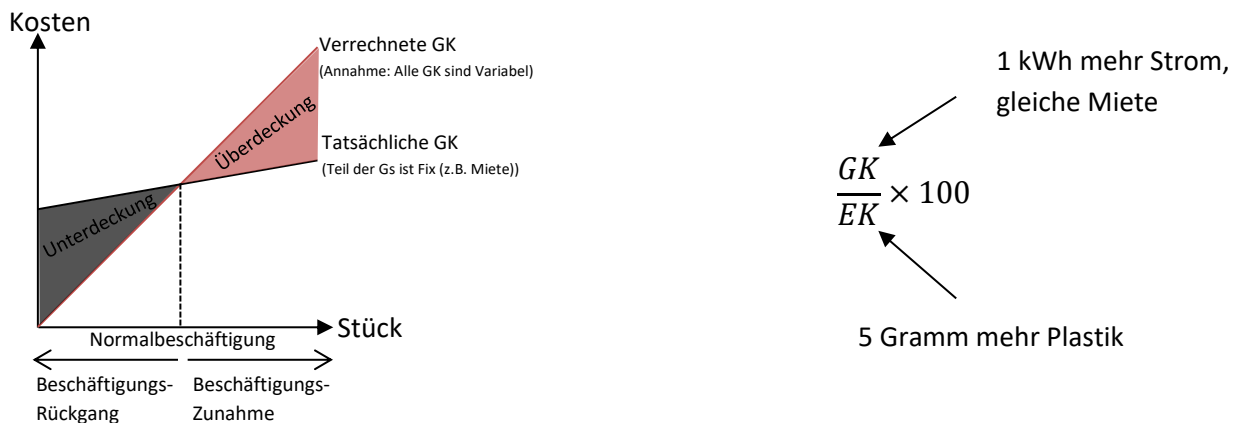 Kosten
Verrechnete GK
(Annahme: Alle GK sind Variabel)
Überdeckung
Tatsächliche GK
(Teil der Gs ist Fix (z.B. Miete))
Unterdeckung
Stück
Normalbeschäftigung
Beschäftigungs-
Rückgang
Beschäftigungs-
Zunahme
1 kWh mehr Strom,
gleiche Miete
GK
EK
× 100
5 Gramm mehr Plastik